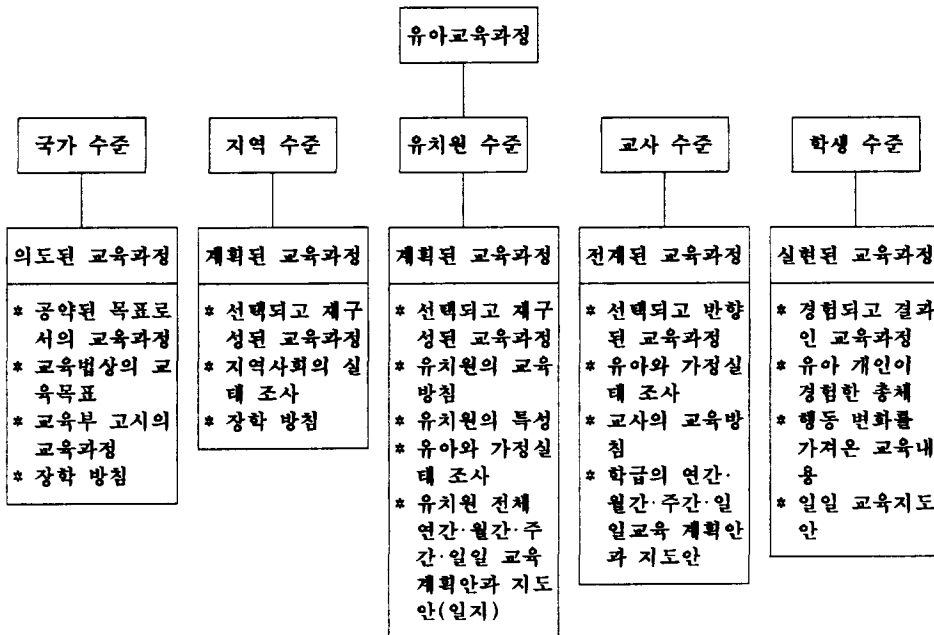 유아교육과정
국가 수준
지역 수준
유치원 수준
교사 수준
학생 수준
의도된 교육과정
* 공약된 목표로
서의 교육과정
* 교육법상의 교
육목표
* 교육부 고시의
교육과정
* 장학 방침
계획된 교육과정
* 선택되고 재구
성된 교육과정
* 지역사회의 실
태 조사
* 장학 방침
계획된 교육과정
* 선택되고 재구
성된 교육과정
* 유치원의 교육
방침
* 유치원의 특성
* 유아와 가정실
태 조사
* 유치원 전체
연간·월간·주
간·일일 교육
계획안과 지도
안(일지)
전개된 교육과정
* 선택되고 반향
된 교육과정
* 유아와 가정실
태 조사
* 교사의 교육방
침
* 학급의 연간·
월간·주간·일
일교육 계획안
과 지도안
실현된 교육과정
* 경험되고 결과
인 교육과정
* 유아 개인이
경험한 총체
* 행동 변화를
가져온 교육내
용
* 일일 교육지도
안